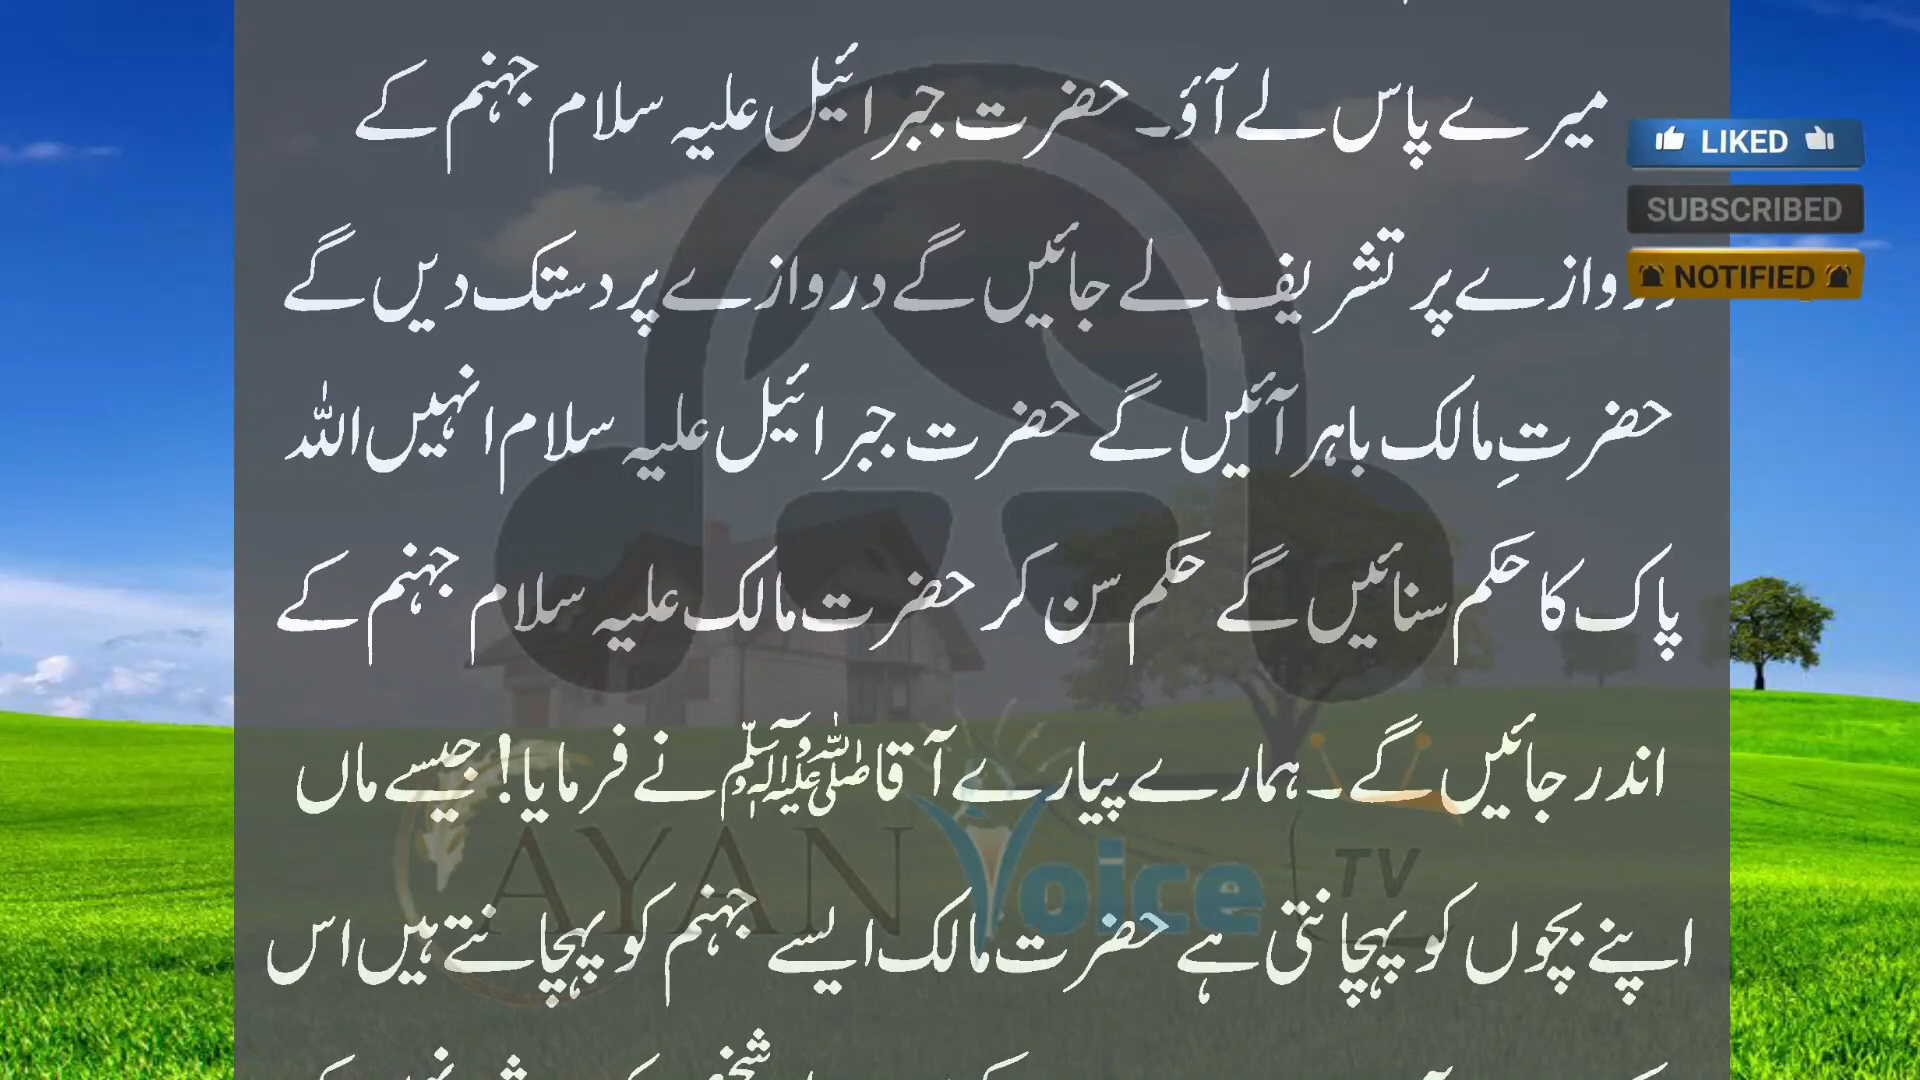 میرے پاس لے آؤ۔ حضرت جبرائیل علیہ سلام جہنم کے
LIKED
SUBSCRIBED
دروازے پر تشریف لے جائیں گے دروازے پر دستک دیں گے
NOTIFIED
حضرتِ مالک باہر آئیں گے حضرت جبرائیل علیہ سلام انہیں اللہ
پاک کا حکم سنائیں گے حکم سن کر حضرت مالک علیہ سلام جہنم کے
اندر جائیں گے۔ ہمارے پیارے آقا ﷺ نے فرمایا! جیسے ماں
AYAN Voice TV
اپنے بچوں کو پہچانتی ہے حضرت مالک ایسے جہنم کو پہچانتے ہیں اس